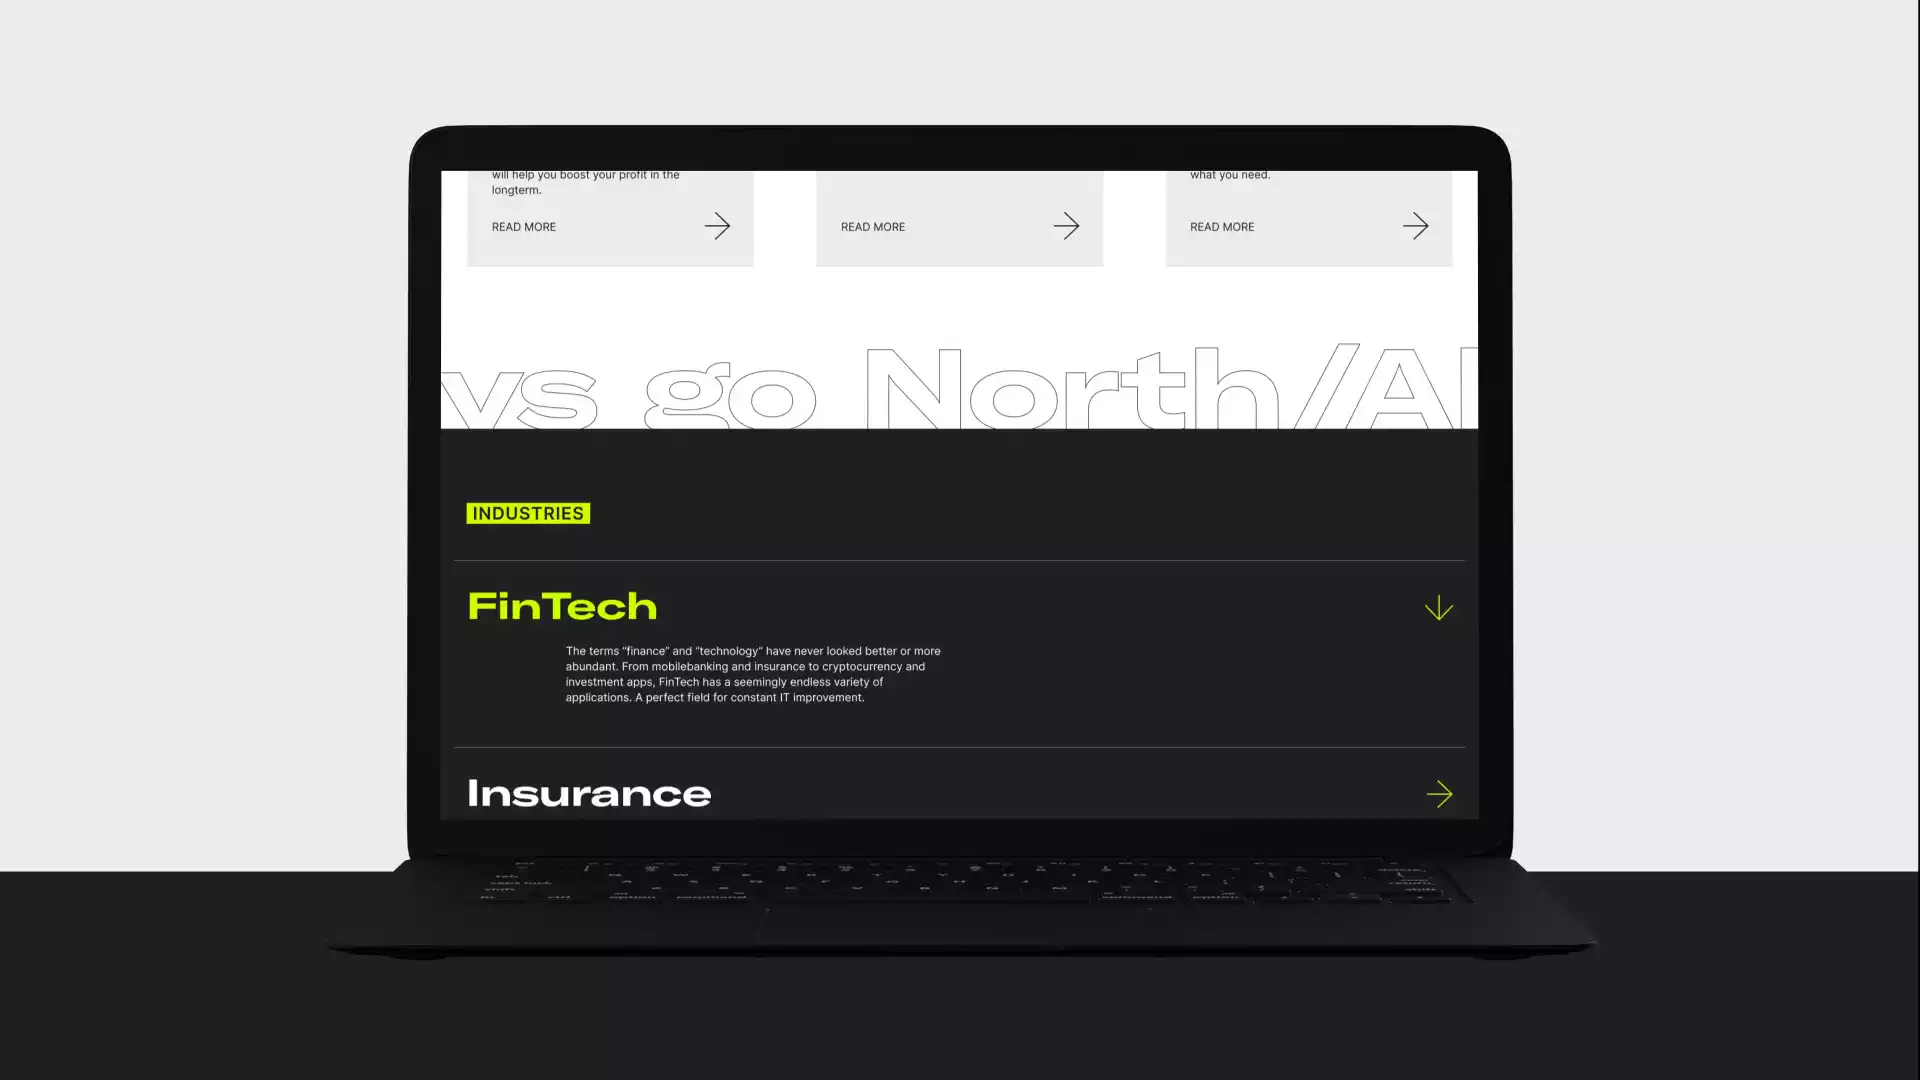 will help you boost your profit in the
longterm.
what you need.
READ MORE
READ MORE
READ MORE
ys go North/Al
INDUSTRIES
FinTech
The terms “finance” and “technology” have never looked better or more
abundant. From mobilebanking and insurance to cryptocurrency and
investment apps, FinTech has a seemingly endless variety of
applications. A perfect field for constant IT improvement.
Insurance